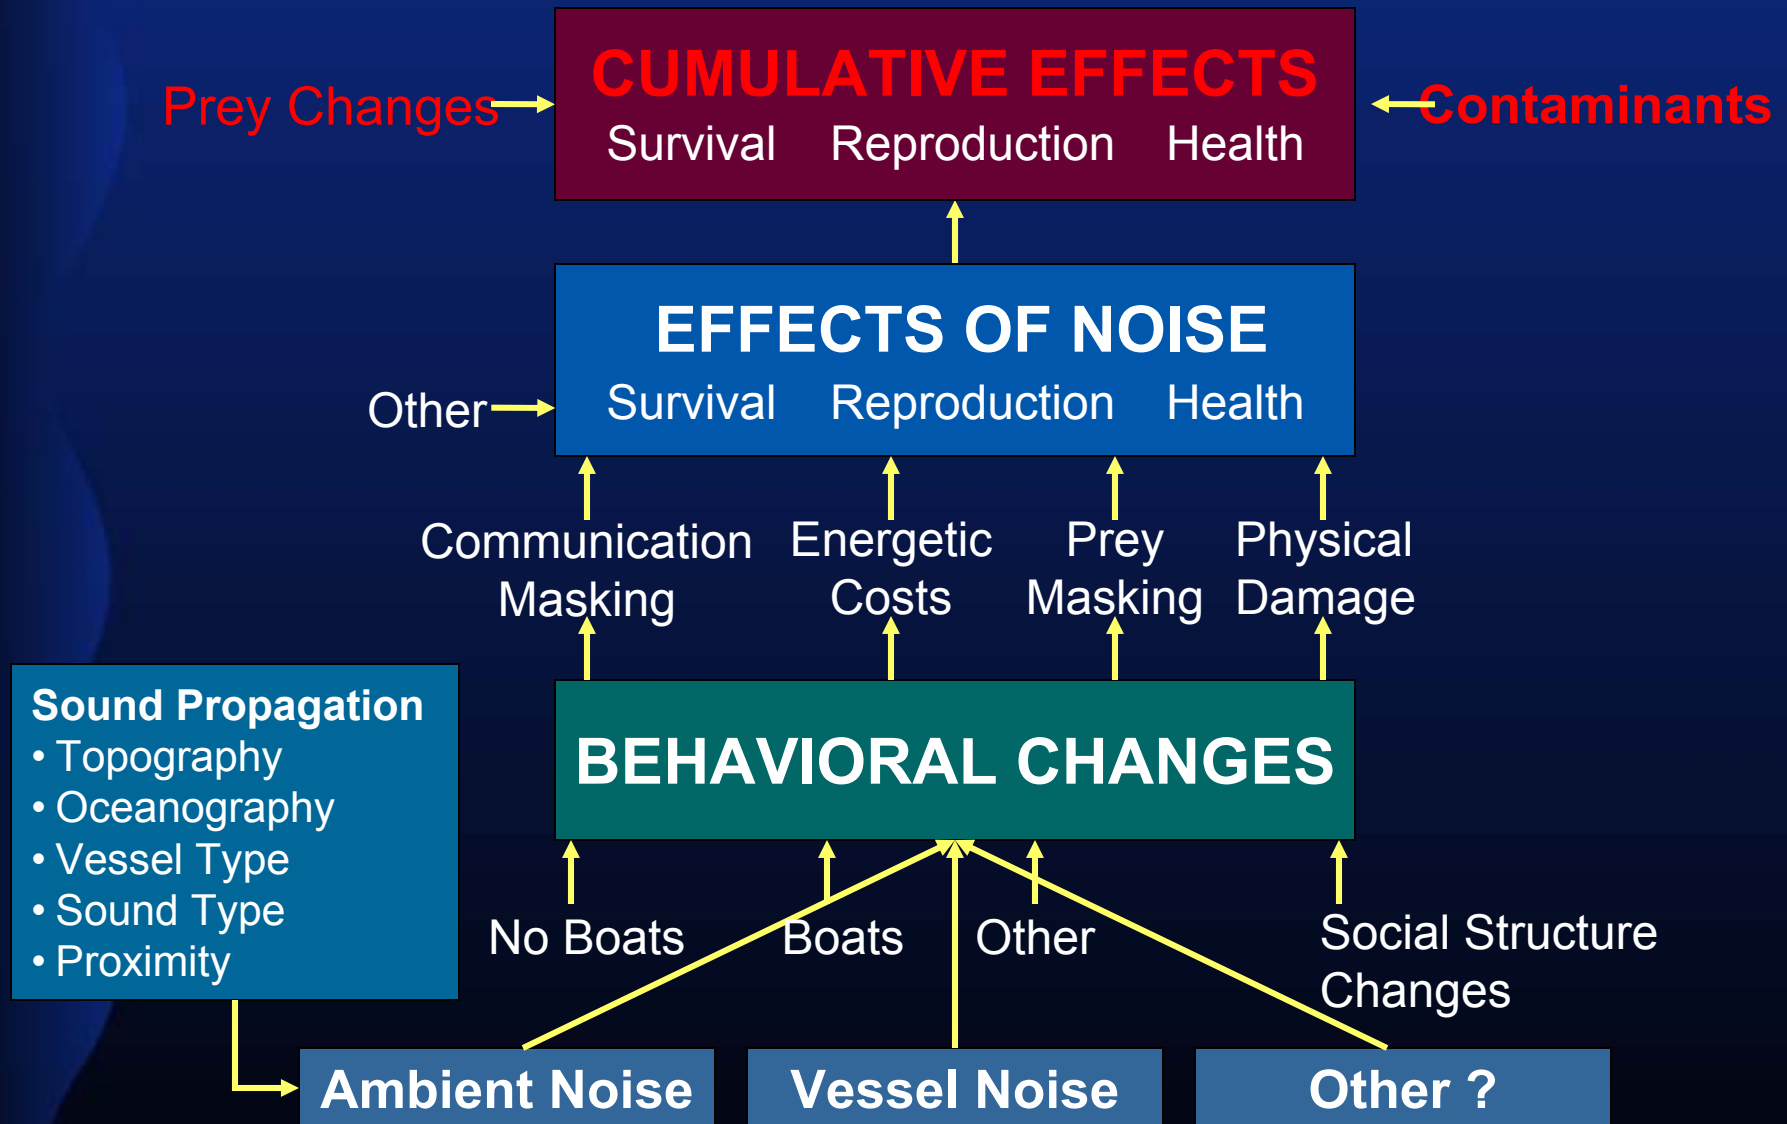 CUMULATIVE EFFECTS
Prey Changes
Contaminants
Survival Reproduction Health
EFFECTS OF NOISE
Other
Survival Reproduction Health
Communication
Masking
Energetic
Costs
Prey
Masking
Physical
Damage
Sound Propagation
• Topography
• Oceanography
• Vessel Type
• Sound Type
• Proximity
BEHAVIORAL CHANGES
No Boats
Boats
Other
Social Structure
Changes
Ambient Noise
Vessel Noise
Other ?